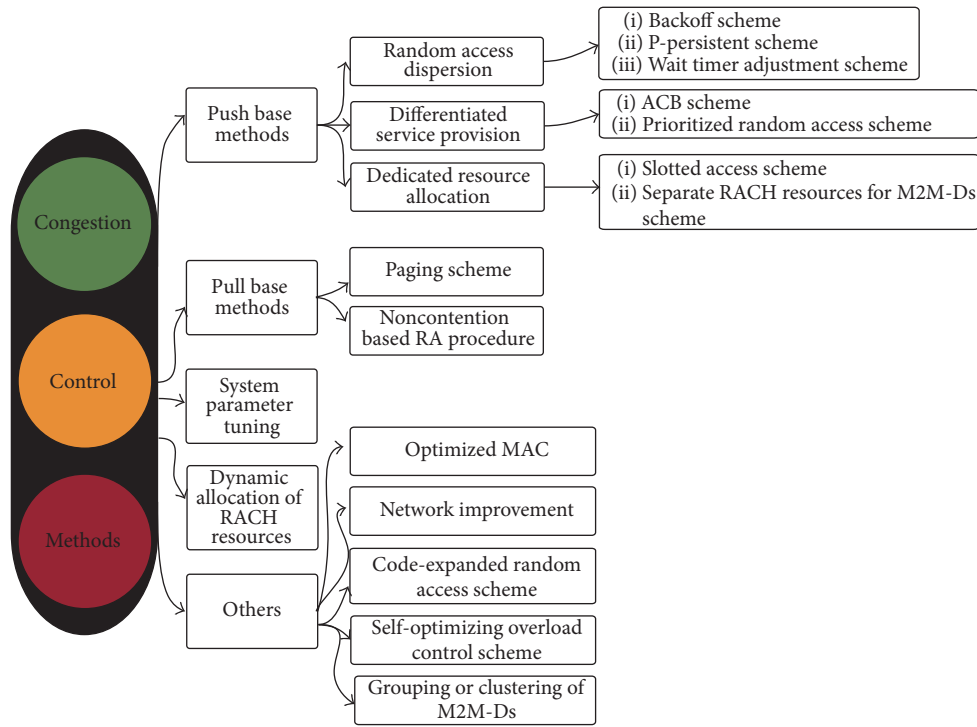 Congestion
Control
Methods
Push base
methods
Random access
dispersion
(i) Backoff scheme
(ii) P-persistent scheme
(iii) Wait timer adjustment scheme
Differentiated
service provision
(i) ACB scheme
(ii) Prioritized random access scheme
Dedicated resource
allocation
(i) Slotted access scheme
(ii) Separate RACH resources for M2M-Ds
scheme
Pull base
methods
Paging scheme
Noncontention
based RA procedure
System
parameter
tuning
Dynamic
allocation of
RACH
resources
Others
Optimized MAC
Network improvement
Code-expanded random
access scheme
Self-optimizing overload
control scheme
Grouping or clustering of
M2M-Ds